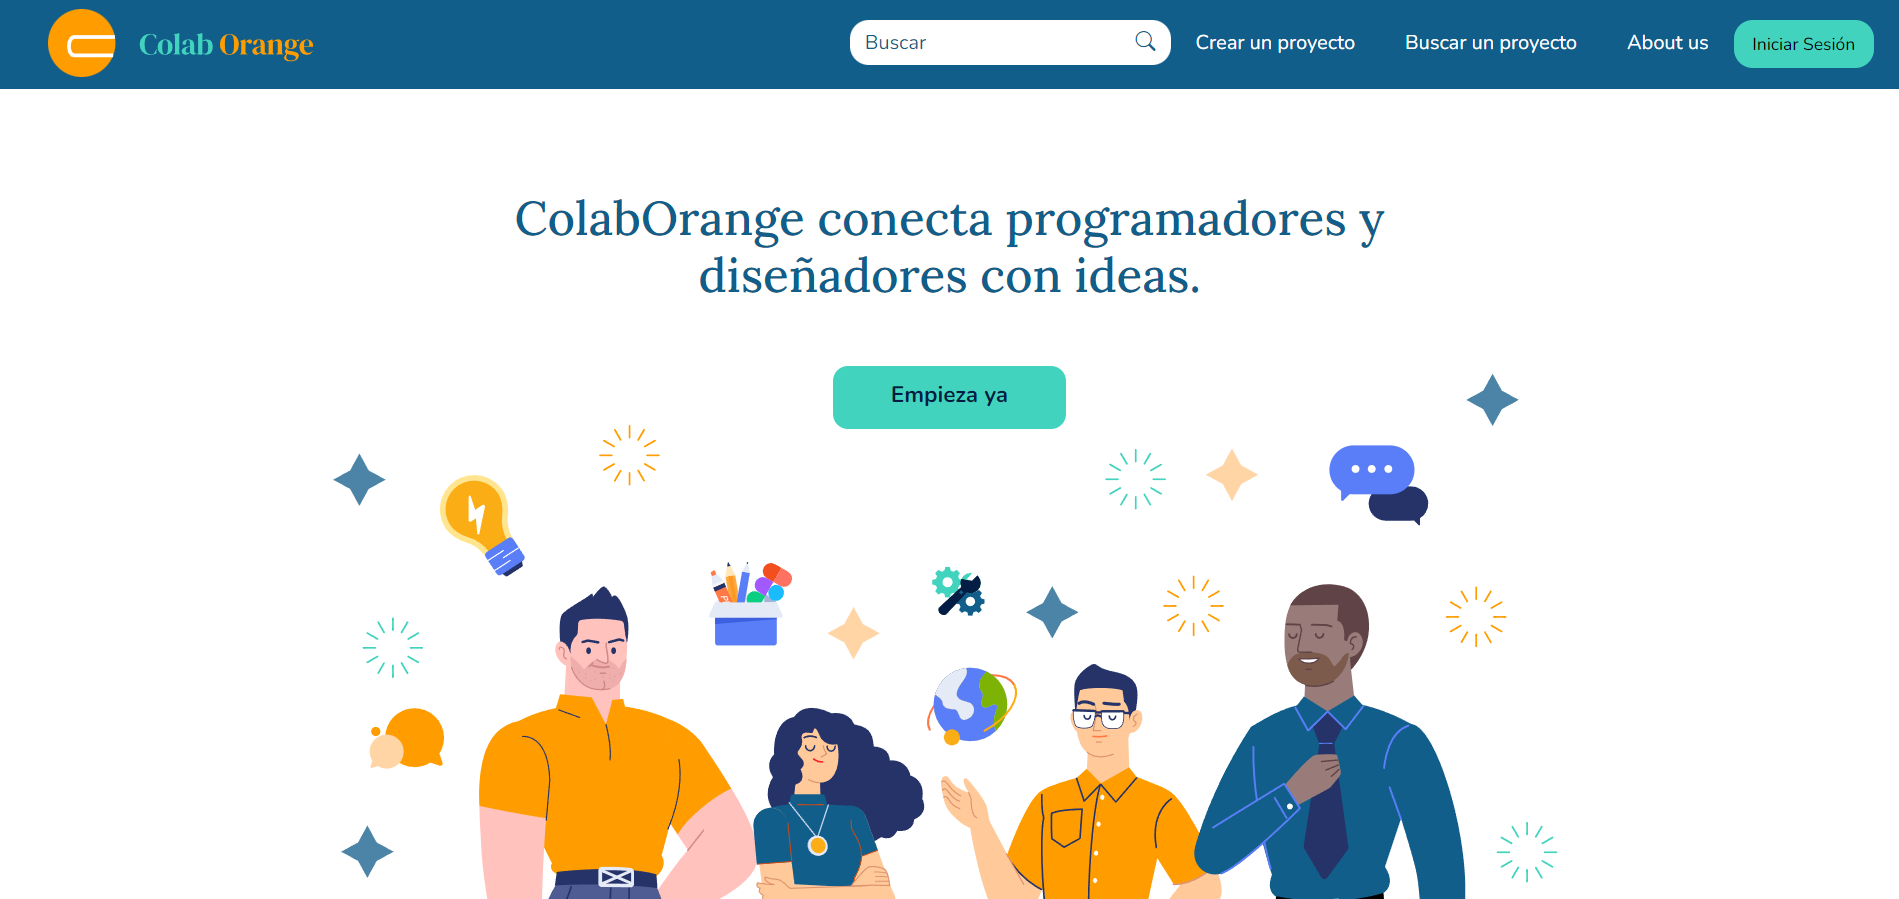 Colab Orange
Buscar
Crear un proyecto
Buscar un proyecto
About us
Iniciar Sesión
ColabOrange conecta programadores y
diseñadores con ideas.
Empieza ya